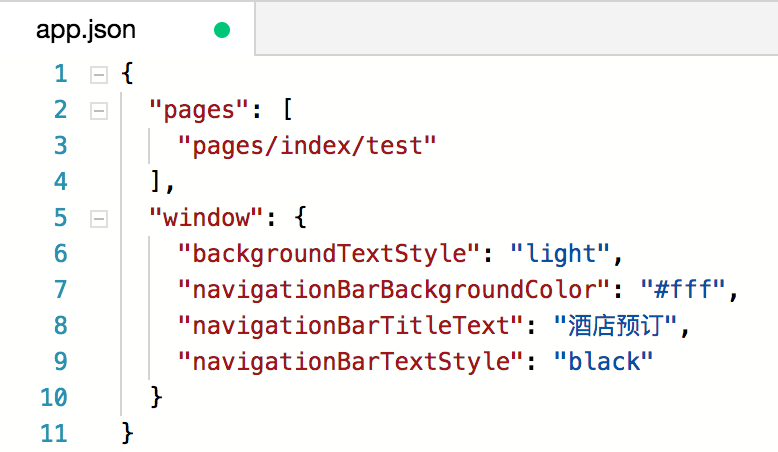 app.json
1 {
2 "pages": [
3 "pages/index/test"
4 ],
5 "window": {
6 "backgroundTextStyle": "light",
7 "navigationBarBackgroundColor": "#fff",
8 "navigationBarTitleText": "酒店预订",
9 "navigationBarTextStyle": "black"
10 }
11 }